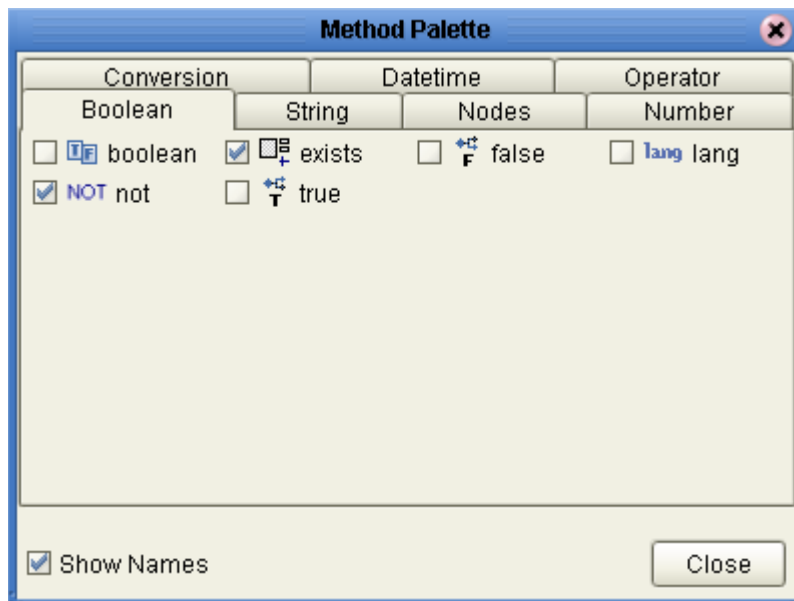 Method Palette
Conversion Datetime Operator
Boolean String Nodes Number
TF boolean exists F false lang lang
NOT not T true
Show Names Close